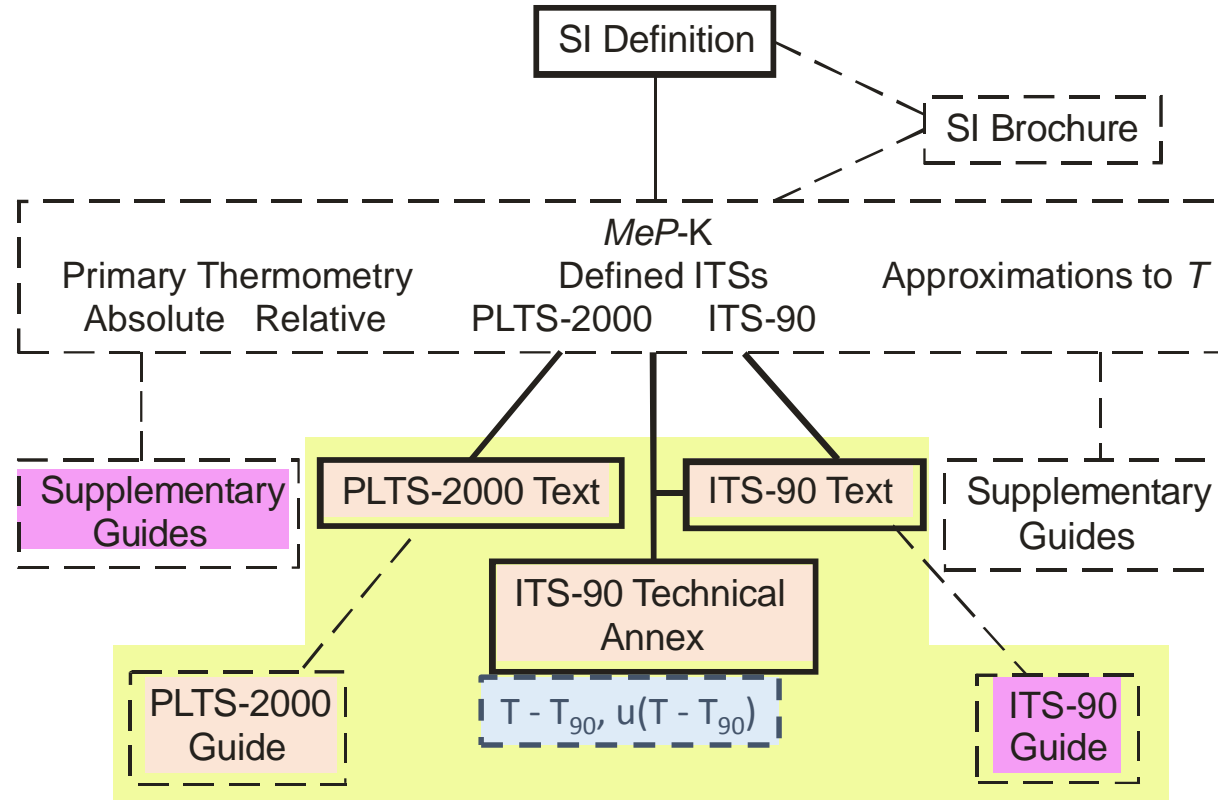 SI Definition
SI Brochure
MeP-K
Primary Thermometry Defined ITSs Approximations to T
Absolute Relative PLTS-2000 ITS-90
Supplementary
Guides
PLTS-2000 Text
ITS-90 Text
Supplementary
Guides
ITS-90 Technical
Annex
PLTS-2000
Guide
T - T₉₀, u(T - T₉₀)
ITS-90
Guide